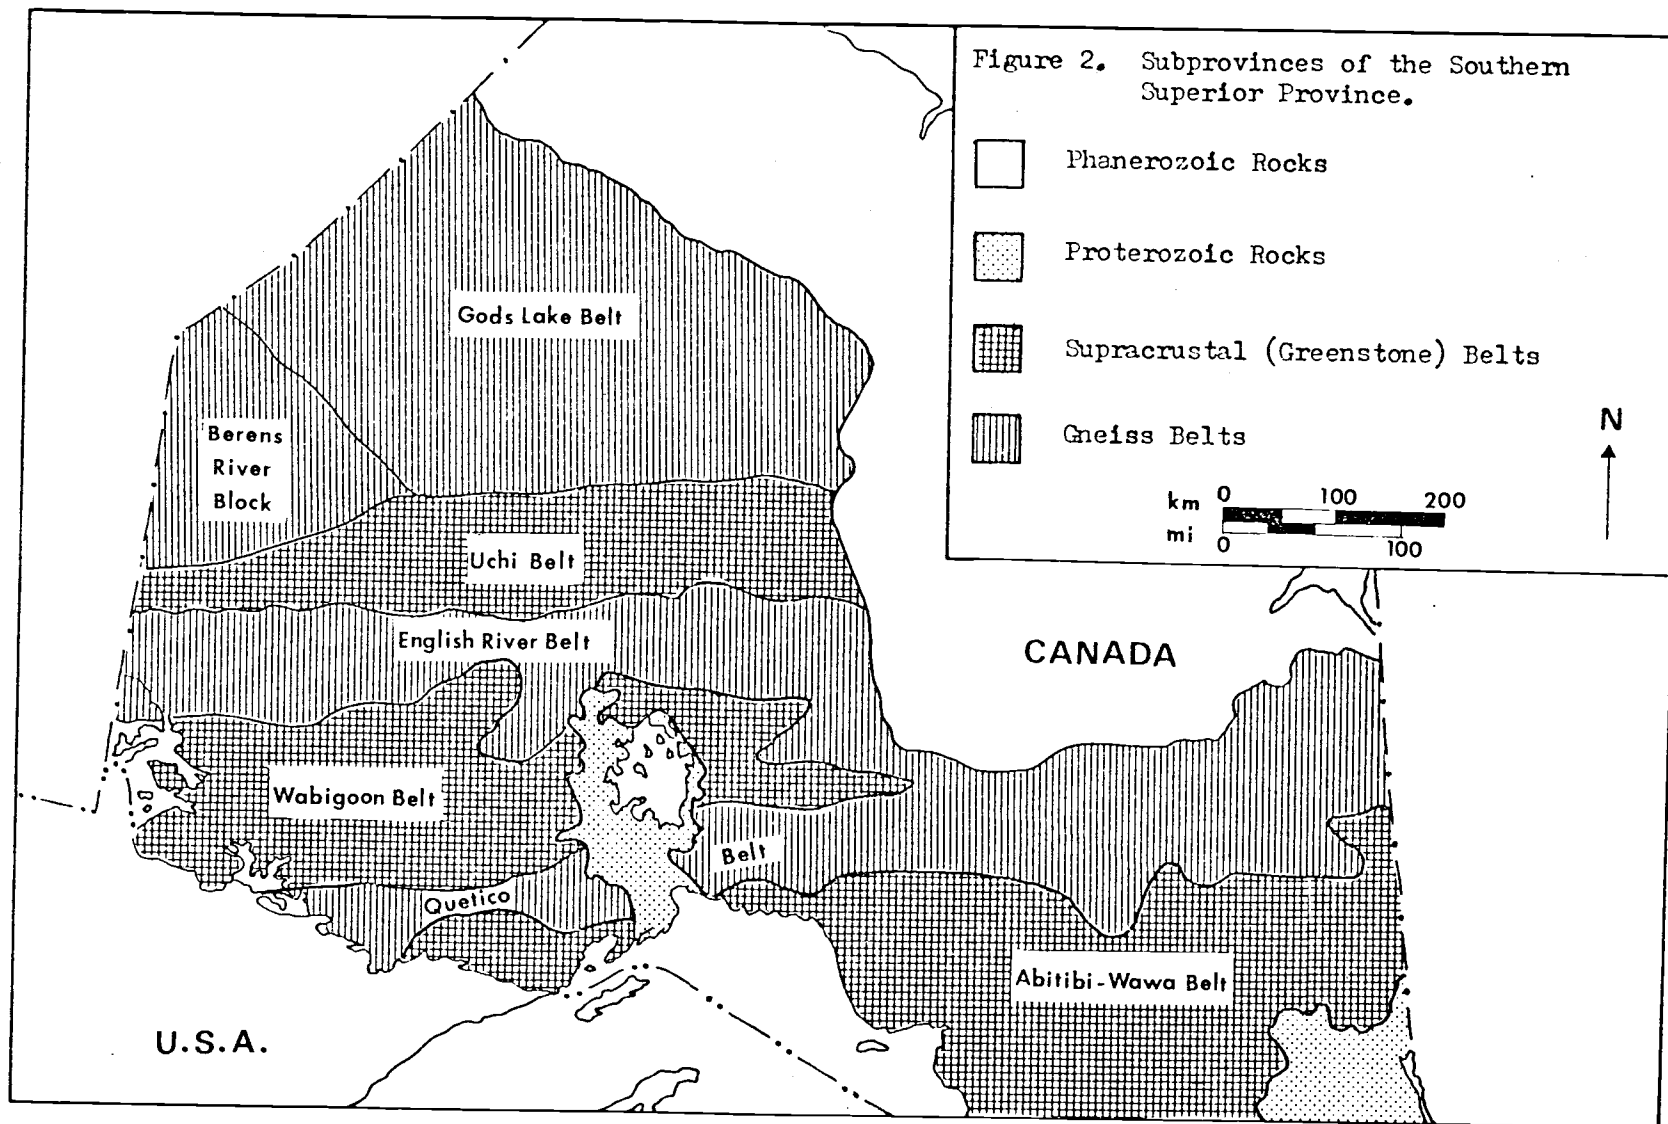 Figure 2. Subprovinces of the Southern
Superior Province.
Phanerozoic Rocks
Proterozoic Rocks
Supracrustal (Greenstone) Belts
Gneiss Belts
N
km 0 100 200
mi 0 100
Gods Lake Belt
Berens
River
Block
Uchi Belt
English River Belt
CANADA
Wabigoon Belt
Belt
Quetico
Abitibi-Wawa Belt
U.S.A.